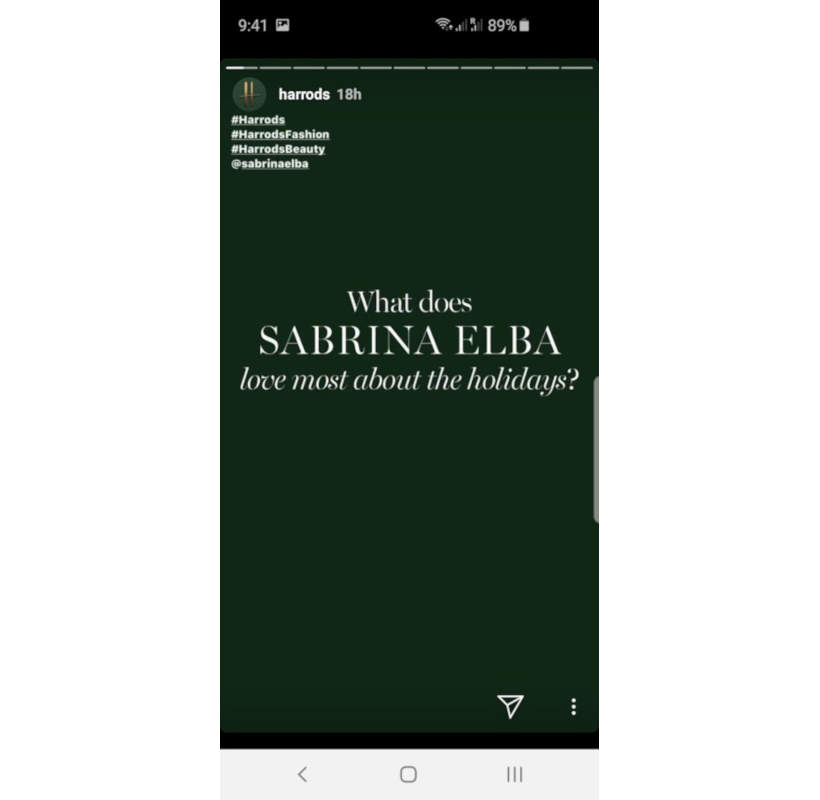 9:41 89%
harrods 18h
#Harrods
#HarrodsFashion
#HarrodsBeauty
@sabrinaelba
What does
SABRINA ELBA
love most about the holidays?